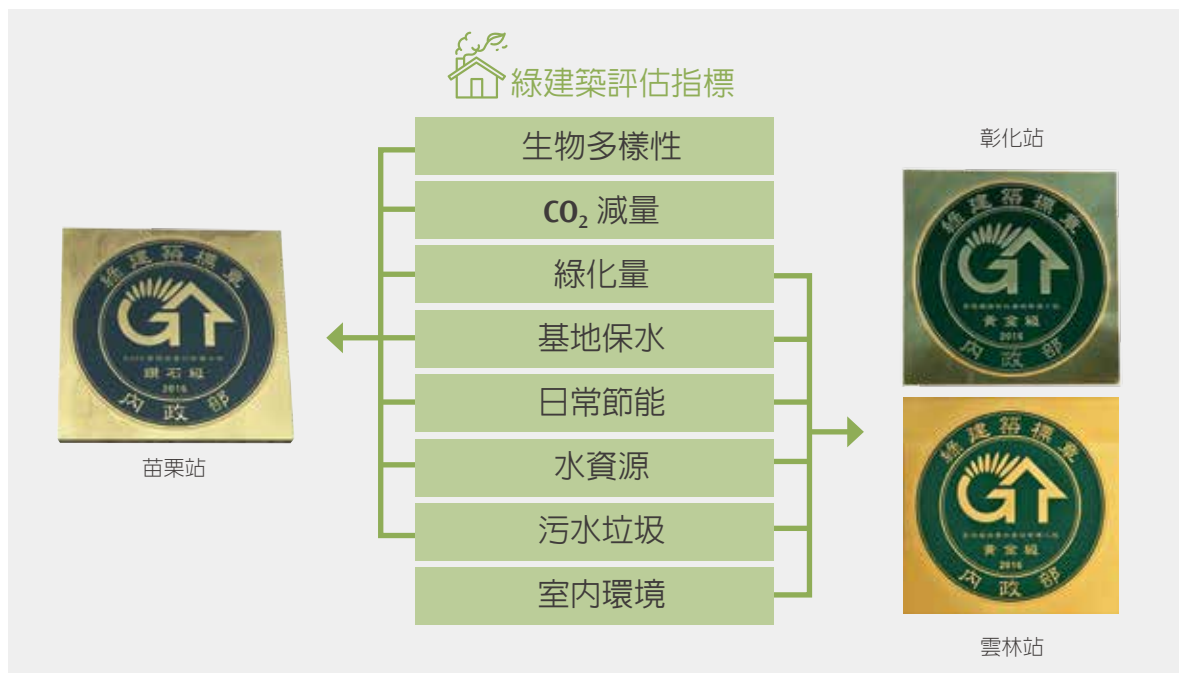 綠建築評估指標
生物多樣性
CO₂ 減量
綠化量
基地保水
日常節能
水資源
污水垃圾
室內環境
綠建築標章
鑽石級
2016
內政部
苗栗站
彰化站
綠建築標章
黃金級
2016
內政部
綠建築標章
黃金級
2016
內政部
雲林站